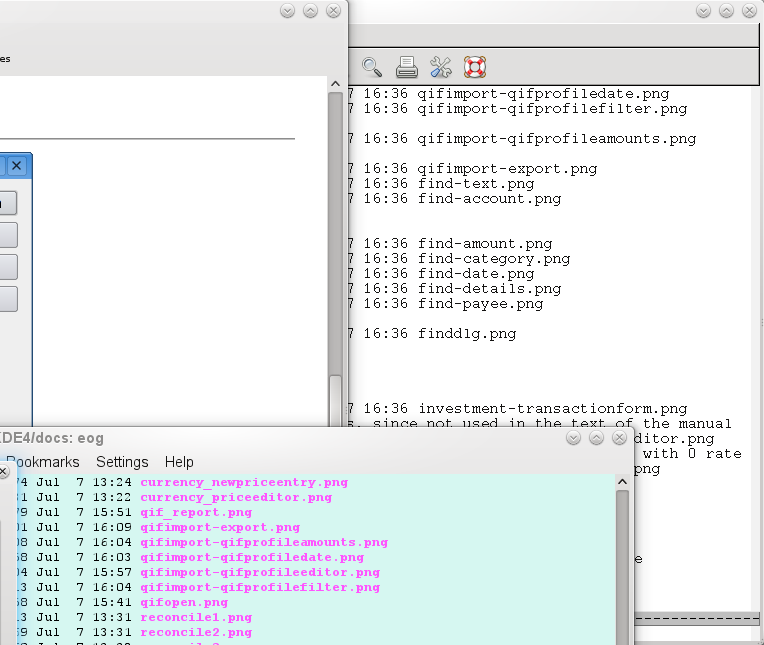 es
7 16:36 qifimport-qifprofiledate.png
7 16:36 qifimport-qifprofilefilter.png
7 16:36 qifimport-qifprofileamounts.png
7 16:36 qifimport-export.png
7 16:36 find-text.png
7 16:36 find-account.png
7 16:36 find-amount.png
7 16:36 find-category.png
7 16:36 find-date.png
7 16:36 find-details.png
7 16:36 find-payee.png
7 16:36 finddlg.png
7 16:36 investment-transactionform.png
s, since not used in the text of the manual
ditor.png
with 0 rate
png
e
KDE4/docs: eog
Bookmarks Settings Help
74 Jul 7 13:24 currency_newpriceentry.png
31 Jul 7 13:22 currency_priceeditor.png
79 Jul 7 15:51 qif_report.png
01 Jul 7 16:09 qifimport-export.png
08 Jul 7 16:04 qifimport-qifprofileamounts.png
58 Jul 7 16:03 qifimport-qifprofiledate.png
04 Jul 7 15:57 qifimport-qifprofileeditor.png
13 Jul 7 16:04 qifimport-qifprofilefilter.png
58 Jul 7 15:41 qifopen.png
13 Jul 7 13:31 reconcile1.png
59 Jul 7 13:31 reconcile2.png